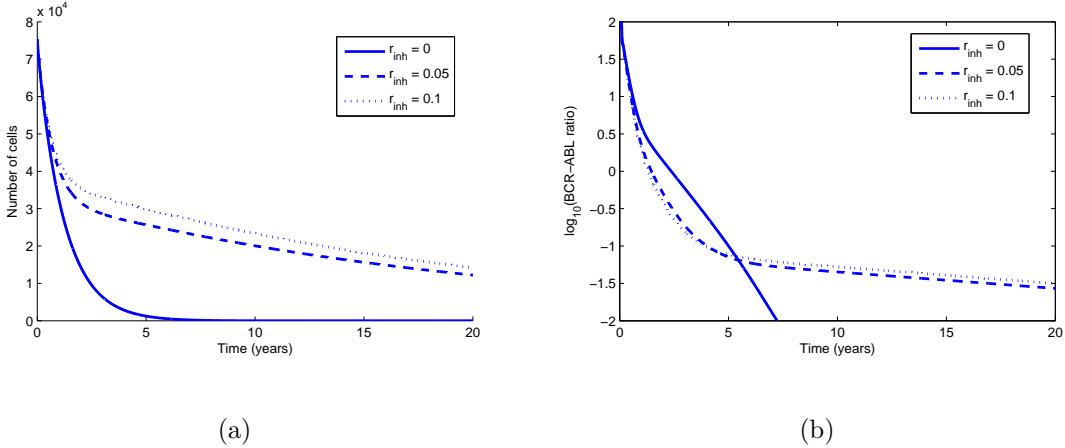 x 10⁴
8
7
6
5
4
3
2
1
0
0 5 10 15 20
Number of cells
Time (years)
r_inh = 0
r_inh = 0.05
r_inh = 0.1
(a)
2
1.5
1
0.5
0
−0.5
−1
−1.5
−2
0 5 10 15 20
log₁₀(BCR−ABL ratio)
Time (years)
r_inh = 0
r_inh = 0.05
r_inh = 0.1
(b)